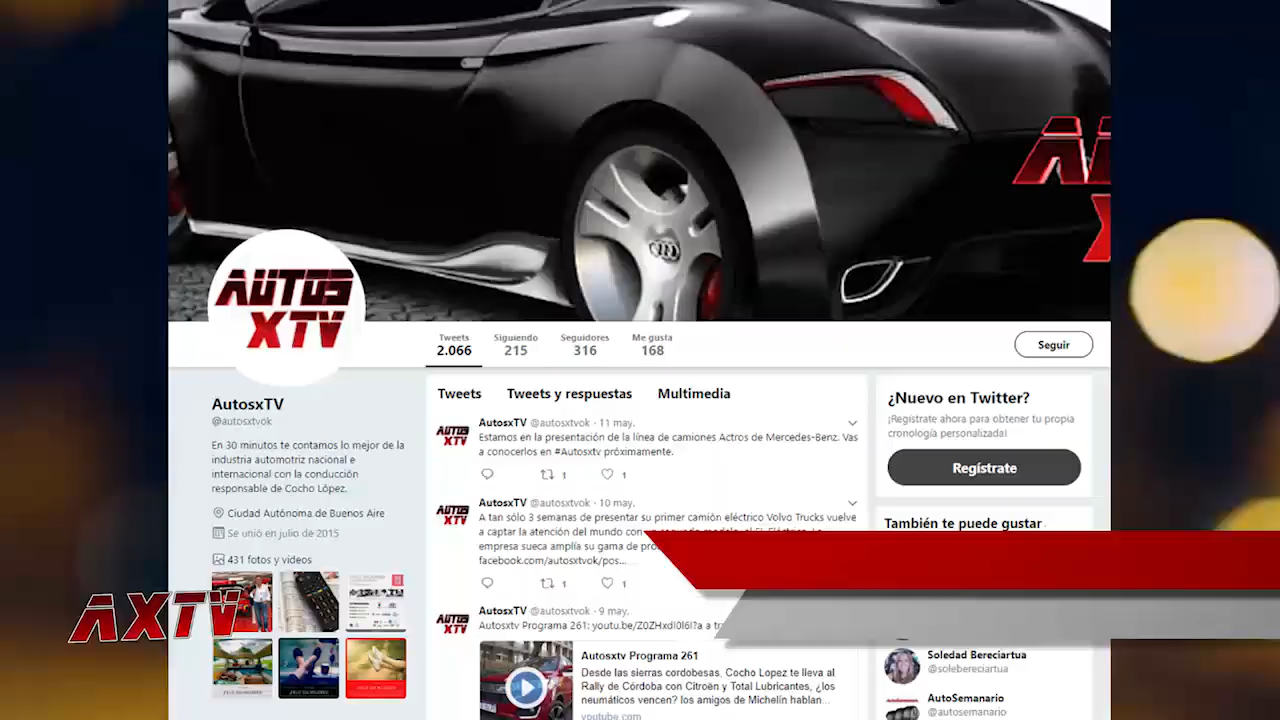 AUTOS
XTV
Tweets
2.066
Siguiendo
215
Seguidores
316
Me gusta
168
Seguir
AutosxTV
@autosxtvok
En 30 minutos te contamos lo mejor de la
industria automotriz nacional e
internacional con la conducción
responsable de Cocho López.
Ciudad Autónoma de Buenos Aire
Se unió en julio de 2015
431 fotos y videos
AXTV
Tweets Tweets y respuestas Multimedia
AUTOS
XTV
AutosxTV @autosxtvok · 11 may.
Estamos en la presentación de la línea de camiones Actros de Mercedes-Benz. Vas
a conocerlos en #Autosxtv próximamente.
1 1
AUTOS
XTV
AutosxTV @autosxtvok · 10 may.
A tan sólo 3 semanas de presentar su primer camión eléctrico Volvo Trucks vuelve
a captar la atención del mundo con
empresa sueca amplía su gama de
facebook.com/autosxtv/pos...
1 1
AUTOS
XTV
AutosxTV @autosxtvok · 9 may.
Autosxtv Programa 261:
Autosxtv Programa 261
Desde las sierras cordobesas, Cocho Lopez te lleva al
Rally de Córdoba con Citroën y Total Lubricantes, ¿los
neumáticos vencen? los amigos de Michelin hablan...
youtube.com
¿Nuevo en Twitter?
¡Regístrate ahora para obtener tu propia
cronología personalizada!
Regístrate
También te puede gustar
Soledad Bereciartua
@solebereciartua
AutoSemanario
@autosemanario